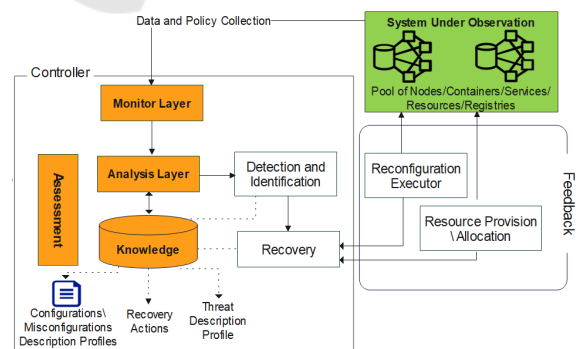 Data and Policy Collection
System Under Observation
Pool of Nodes/Containers/Services/
Resources/Registries
Controller
Monitor Layer
Assessment
Analysis Layer
Detection and
Identification
Reconfiguration
Executor
Feedback
Resource Provision
\ Allocation
Knowledge
Recovery
Configurations\
Misconfigurations
Description Profiles
Recovery
Actions
Threat
Description
Profile